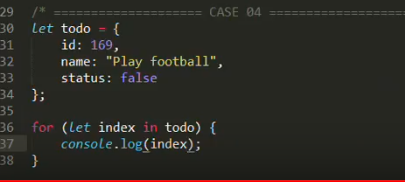 29 /* =================== CASE 04 =================
30 let todo = {
31     id: 169,
32     name: "Play football",
33     status: false
34 };
35
36 for (let index in todo) {
37     console.log(index);
38 }